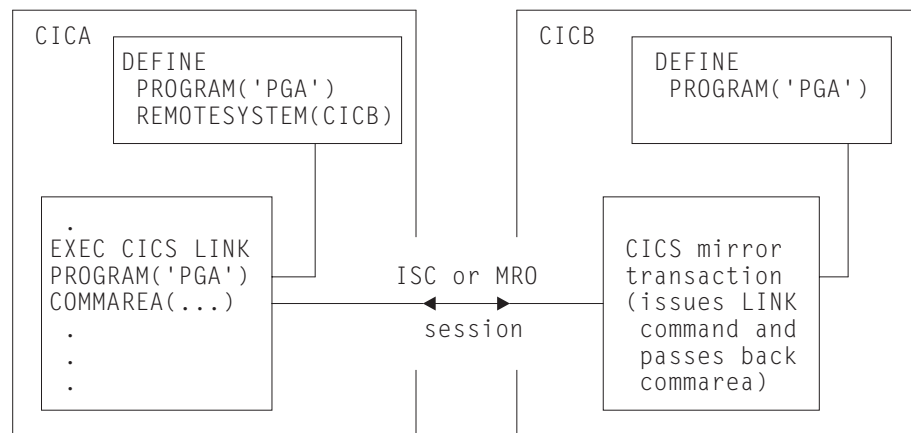 CICA
DEFINE
PROGRAM('PGA')
REMOTESYSTEM(CICB)
.
EXEC CICS LINK
PROGRAM('PGA')
COMMAREA(...)
.
.
.
ISC or MRO
session
CICB
DEFINE
PROGRAM('PGA')
CICS mirror
transaction
(issues LINK
command and
passes back
commarea)